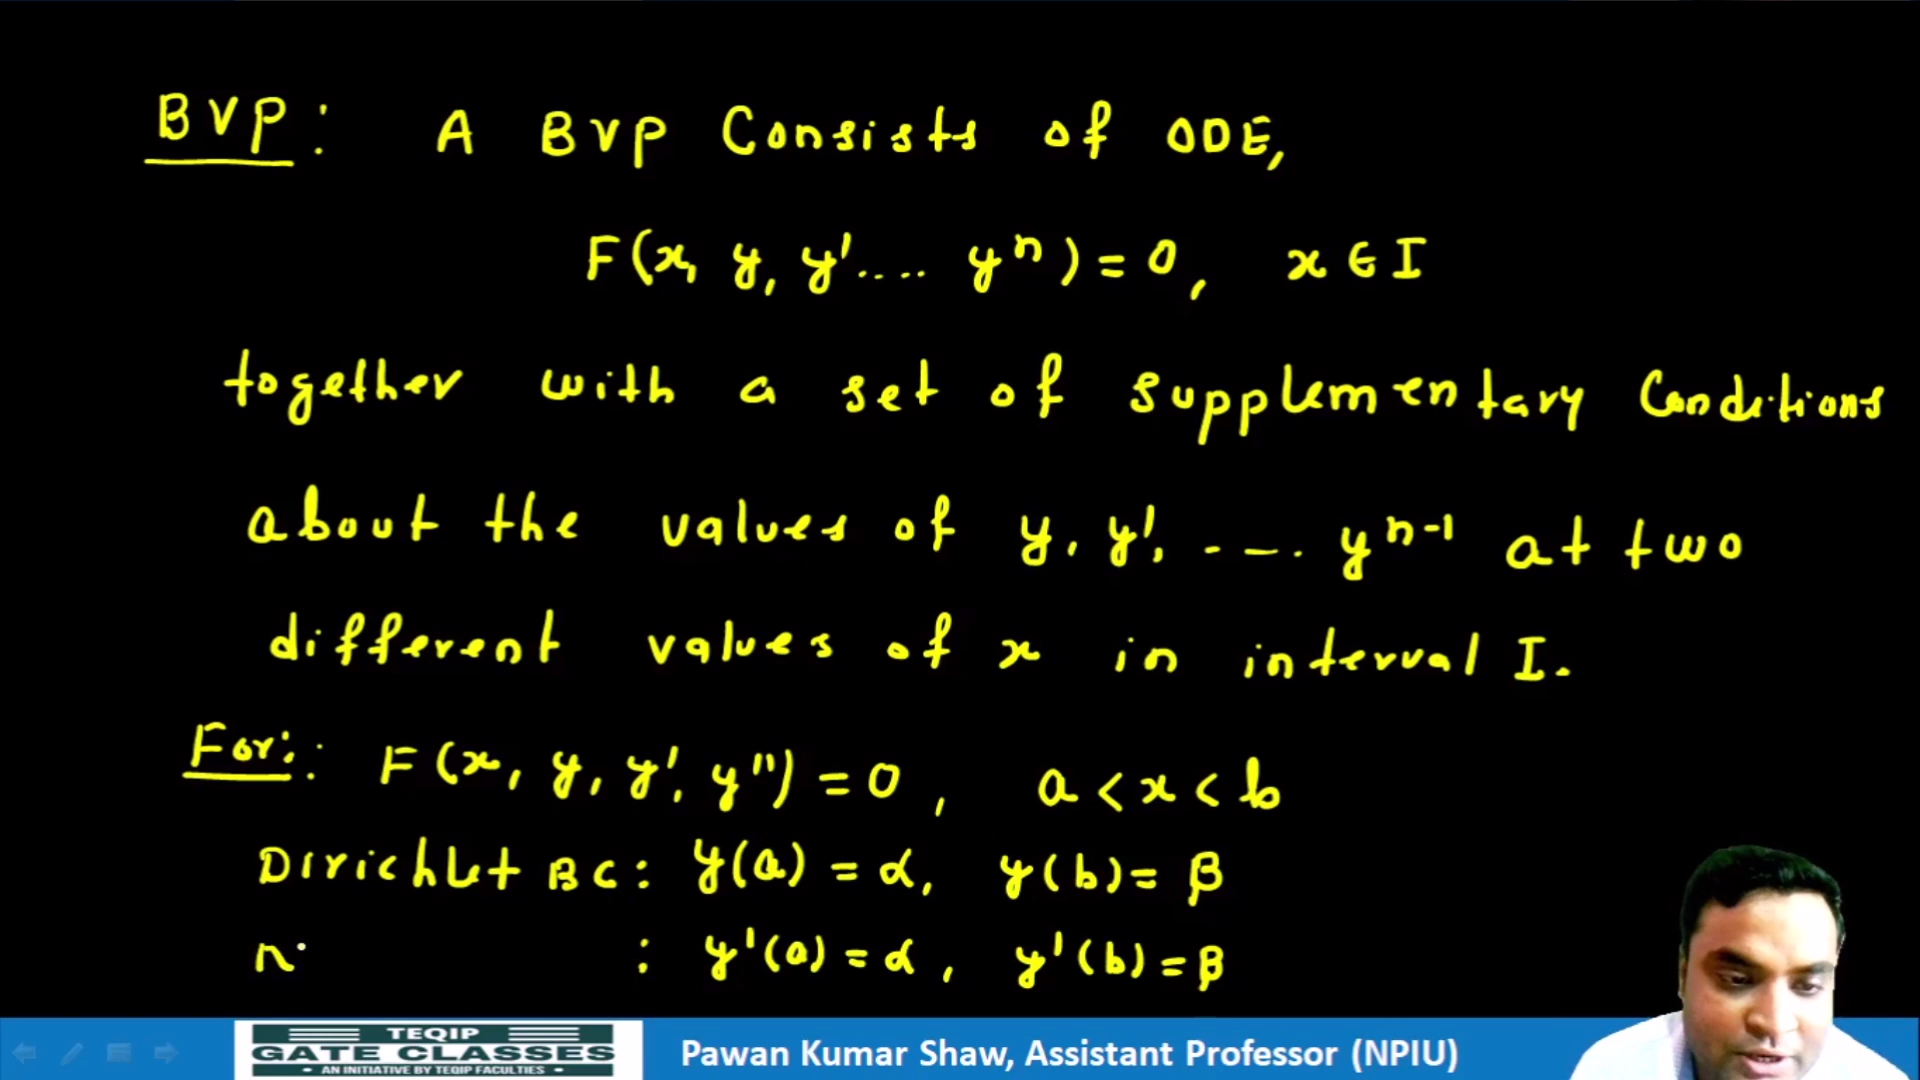 BVP: A BVP Consists of ODE,
F(x, y, y'.... yⁿ) = 0, x ∈ I
together with a set of supplementary Conditions
about the values of y, y', ---. yⁿ⁻¹ at two
different values of x in interval I.
For: F(x, y, y', y") = 0, a < x < b
Dirichlet BC: y(a) = α, y(b) = β
N : y'(a) = α, y'(b) = β
TEQIP
GATE CLASSES
• AN INITIATIVE BY TEQIP FACULTIES •
Pawan Kumar Shaw, Assistant Professor (NPIU)